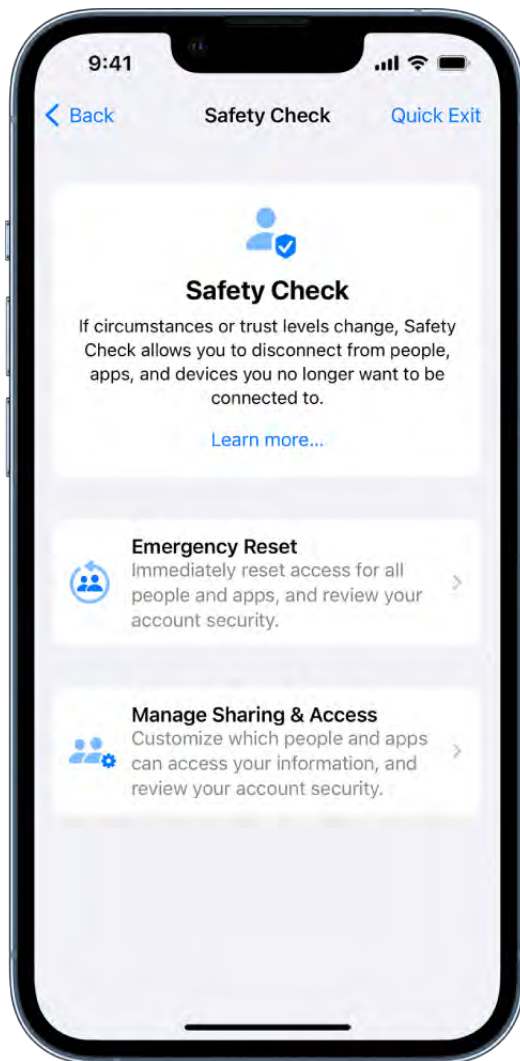 9:41
Back
Safety Check
Quick Exit
Safety Check
If circumstances or trust levels change, Safety
Check allows you to disconnect from people,
apps, and devices you no longer want to be
connected to.
Learn more...
Emergency Reset
Immediately reset access for all
people and apps, and review your
account security.
Manage Sharing & Access
Customize which people and apps
can access your information, and
review your account security.